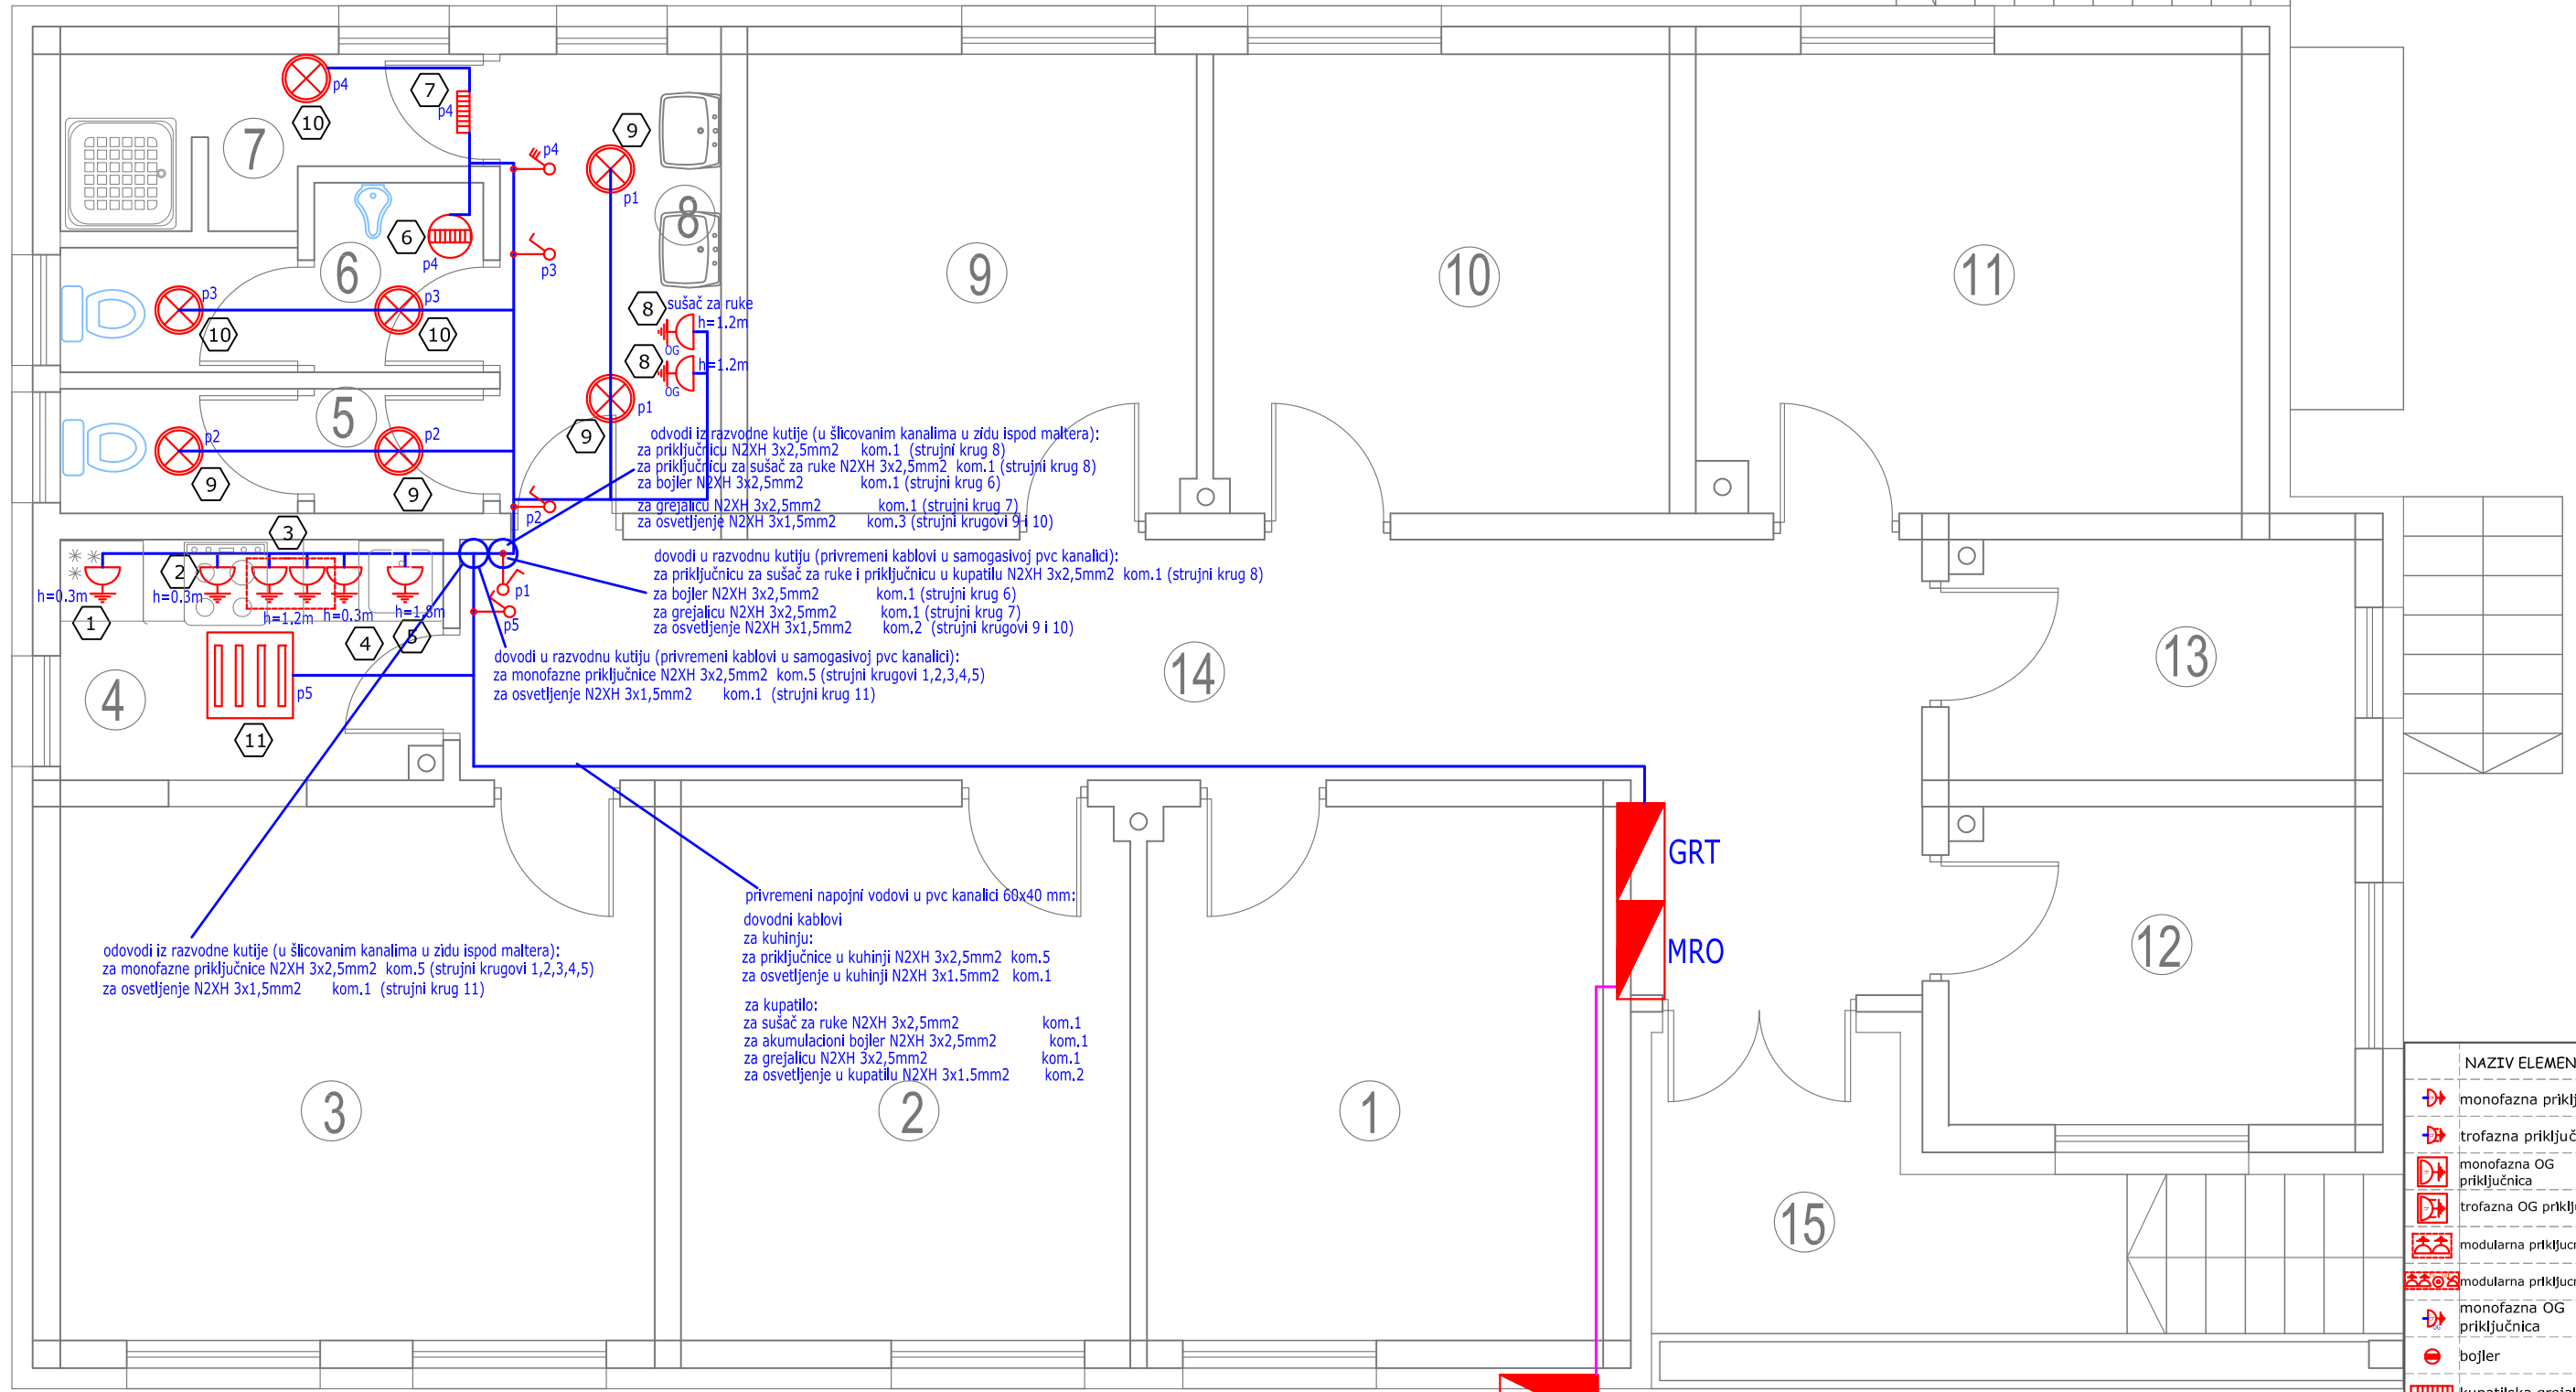 p4
7
p4
10
7
p4
9
p1
8
6
p4
p3
6
p3
10
p3
10
8
sušač za ruke
h=1.2m
OG
8
h=1.2m
OG
9
10
11
5
p2
9
p2
9
p1
9
p2
odvodi iz razvodne kutije (u šlicovanim kanalima u zidu ispod maltera):
za priključnicu N2XH 3x2,5mm2 kom.1 (strujni krug 8)
za priključnicu za sušač za ruke N2XH 3x2,5mm2 kom.1 (strujni krug 8)
za bojler N2XH 3x2,5mm2 kom.1 (strujni krug 6)
za grejalicu N2XH 3x2,5mm2 kom.1 (strujni krug 7)
za osvetljenje N2XH 3x1,5mm2 kom.3 (strujni krugovi 9 i 10)
dovodi u razvodnu kutiju (privremeni kablovi u samogasivoj pvc kanalici):
za priključnicu za sušač za ruke i priključnicu u kupatilu N2XH 3x2,5mm2 kom.1 (strujni krug 8)
za bojler N2XH 3x2,5mm2 kom.1 (strujni krug 6)
za grejalicu N2XH 3x2,5mm2 kom.1 (strujni krug 7)
za osvetljenje N2XH 3x1,5mm2 kom.2 (strujni krugovi 9 i 10)
dovodi u razvodnu kutiju (privremeni kablovi u samogasivoj pvc kanalici):
za monofazne priključnice N2XH 3x2,5mm2 kom.5 (strujni krugovi 1,2,3,4,5)
za osvetljenje N2XH 3x1,5mm2 kom.1 (strujni krug 11)
3
2
h=0.3m
h=0.3m
h=1.2m
h=0.3m
h=1.8m
1
4
5
p1
p5
4
p5
11
14
13
GRT
MRO
12
privremeni napojni vodovi u pvc kanalici 60x40 mm:
dovodni kablovi
za kuhinju:
za priključnice u kuhinji N2XH 3x2,5mm2 kom.5
za osvetljenje u kuhinji N2XH 3x1.5mm2 kom.1
za kupatilo:
za sušač za ruke N2XH 3x2,5mm2 kom.1
za akumulacioni bojler N2XH 3x2,5mm2 kom.1
za grejalicu N2XH 3x2,5mm2 kom.1
za osvetljenje u kupatilu N2XH 3x1.5mm2 kom.2
odovodi iz razvodne kutije (u šlicovanim kanalima u zidu ispod maltera):
za monofazne priključnice N2XH 3x2,5mm2 kom.5 (strujni krugovi 1,2,3,4,5)
za osvetljenje N2XH 3x1,5mm2 kom.1 (strujni krug 11)
3
2
1
15
NAZIV ELEMEN
monofazna priklj
trofazna priključ
monofazna OG
priključnica
trofazna OG priklj
modularna priključ
modularna priključ
monofazna OG
priključnica
bojler